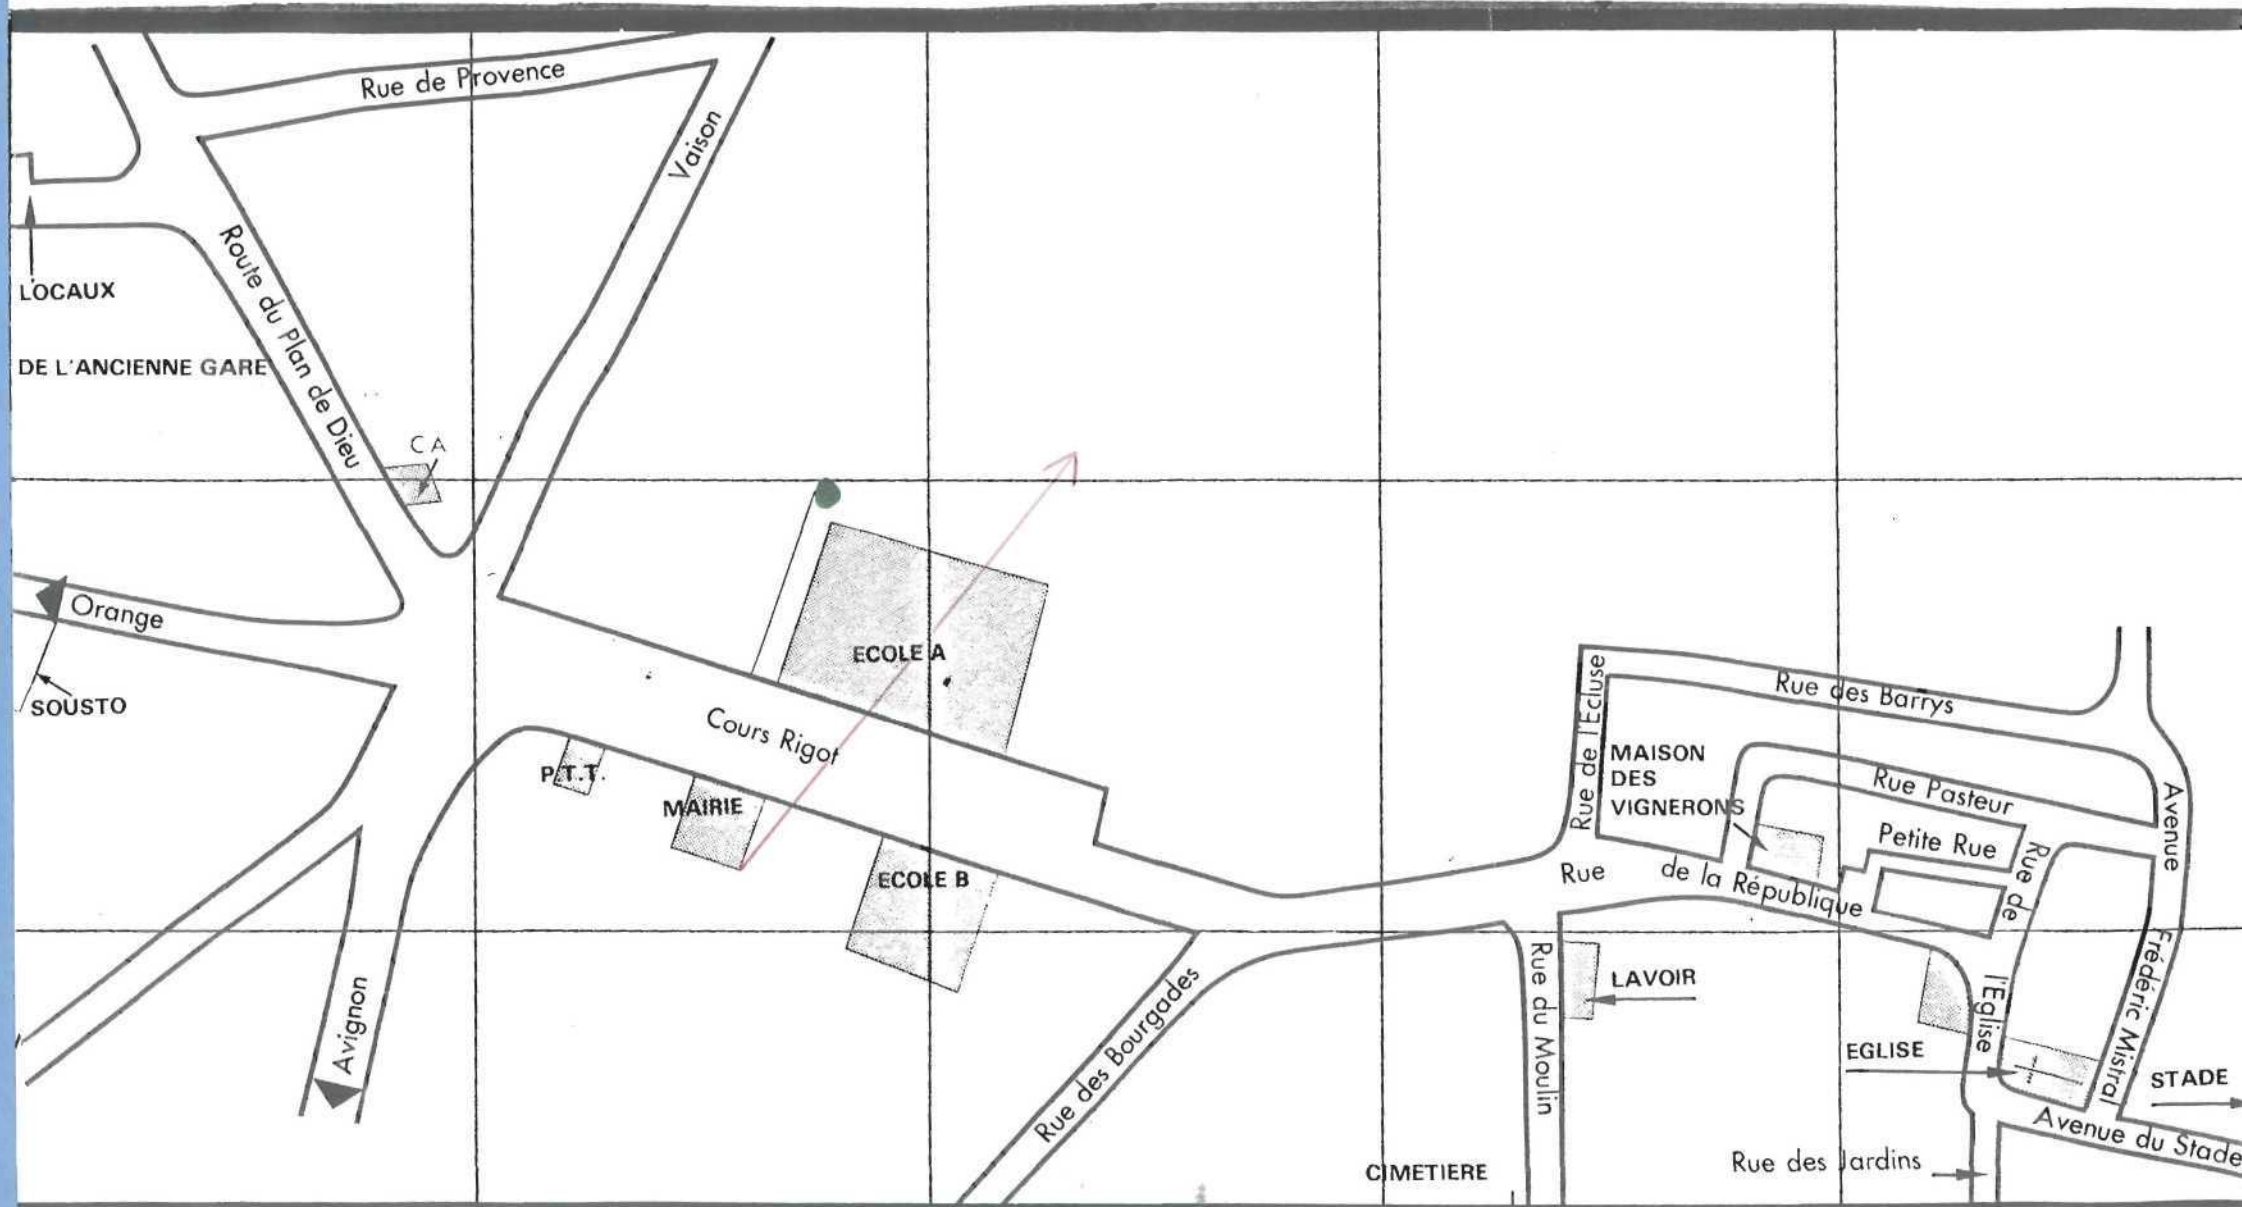 Rue de Provence
Vaison
LOCAUX
DE L'ANCIENNE GARE
Route du Plan de Dieu
C A
Orange
SOUSTO
ECOLE A
Cours Rigot
P.T.T.
MAIRIE
ECOLE B
Avignon
Rue des Bourgades
Rue de l'Ecluse
Rue des Barrys
MAISON
DES
VIGNERONS
Rue Pasteur
Petite Rue
Rue de la République
Rue de l'Eglise
Avenue Frédéric Mistral
Rue du Moulin
LAVOIR
EGLISE
STADE
Avenue du Stade
Rue des Jardins
CIMETIERE